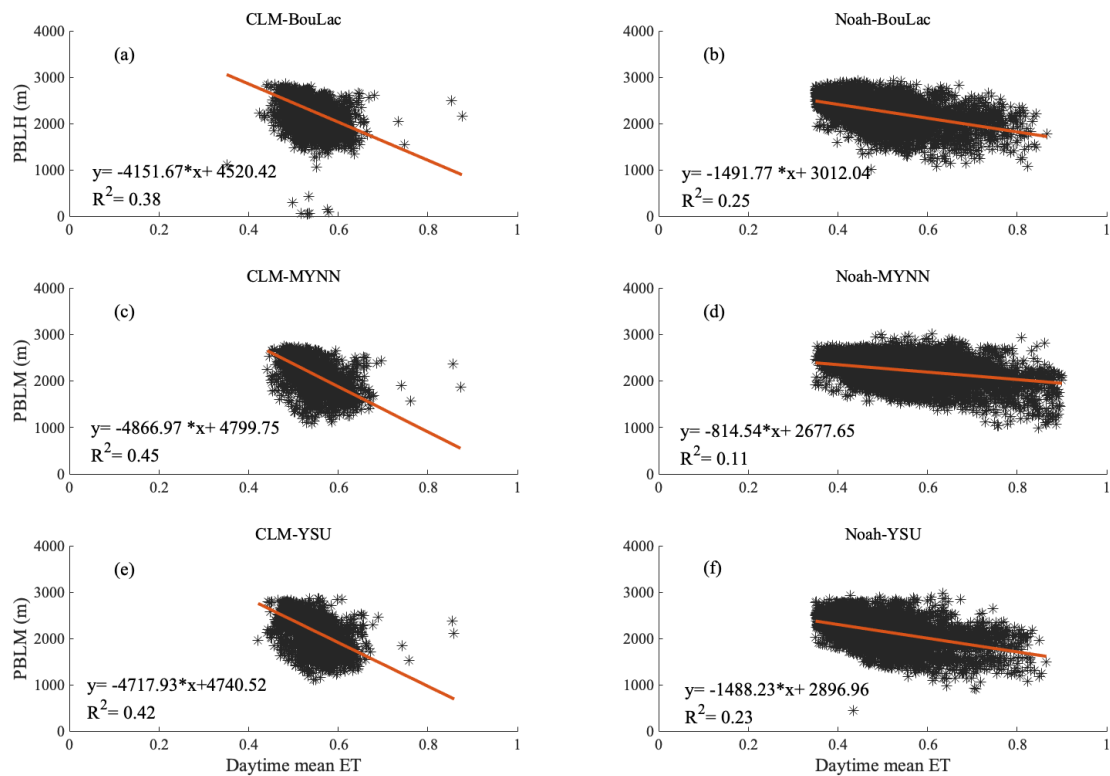 CLM-BouLac
4000
3000
2000
1000
0
PBLH (m)
(a)
y= -4151.67*x+ 4520.42
R²= 0.38
0 0.2 0.4 0.6 0.8 1
Noah-BouLac
4000
3000
2000
1000
0
(b)
y= -1491.77 *x+ 3012.04
R²= 0.25
0 0.2 0.4 0.6 0.8 1
CLM-MYNN
4000
3000
2000
1000
0
PBLM (m)
(c)
y= -4866.97 *x+ 4799.75
R²= 0.45
0 0.2 0.4 0.6 0.8 1
Noah-MYNN
4000
3000
2000
1000
0
(d)
y= -814.54*x+ 2677.65
R²= 0.11
0 0.2 0.4 0.6 0.8 1
CLM-YSU
4000
3000
2000
1000
0
PBLM (m)
(e)
y= -4717.93*x+4740.52
R²= 0.42
0 0.2 0.4 0.6 0.8 1
Daytime mean ET
Noah-YSU
4000
3000
2000
1000
0
(f)
y= -1488.23*x+ 2896.96
R²= 0.23
0 0.2 0.4 0.6 0.8 1
Daytime mean ET